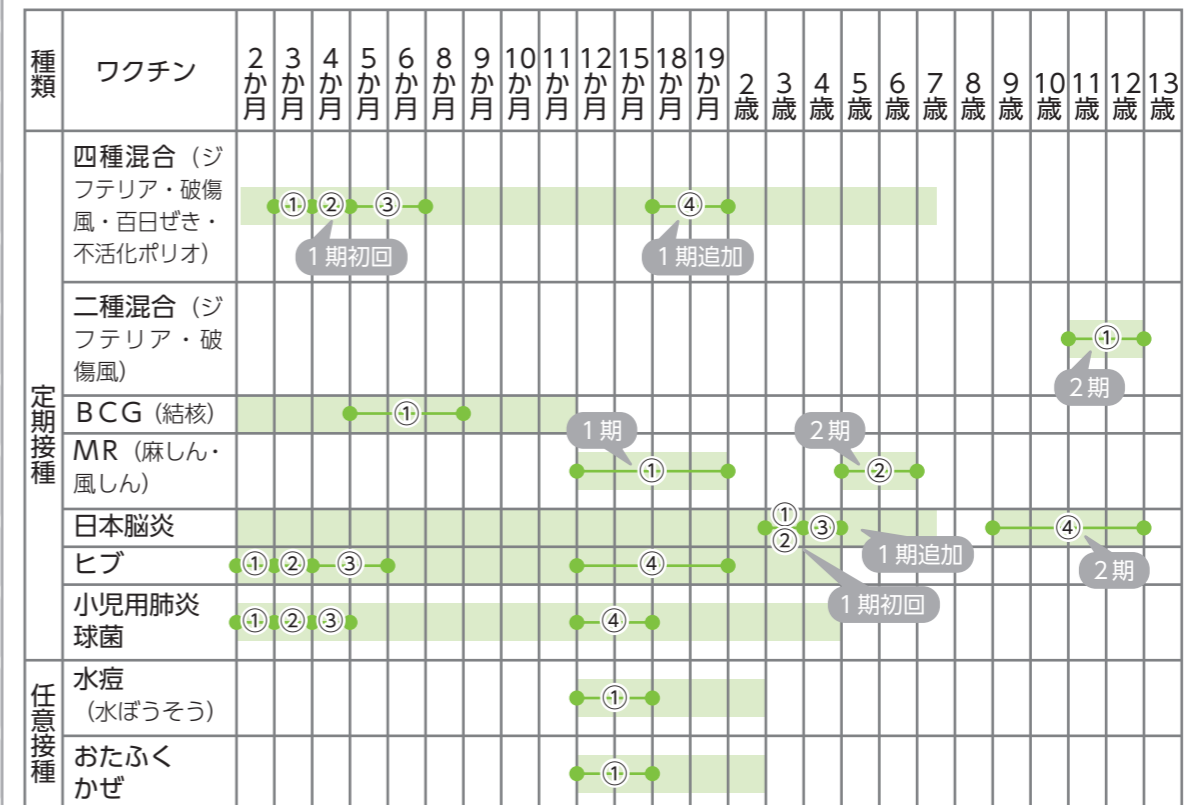 種類
ワクチン
2か月
3か月
4か月
5か月
6か月
8か月
9か月
10か月
11か月
12か月
15か月
18か月
19か月
2歳
3歳
4歳
5歳
6歳
7歳
8歳
9歳
10歳
11歳
12歳
13歳
定期接種
四種混合（ジ
フテリア・破傷
風・百日ぜき・
不活化ポリオ）
① ② ③ ④
1期初回
1期追加
二種混合（ジ
フテリア・破
傷風）
①
2期
BCG（結核）
①
MR（麻しん・
風しん）
1期
①
2期
②
日本脳炎
①
②
③
④
1期追加
1期初回
2期
ヒブ
① ② ③ ④
小児用肺炎
球菌
① ② ③ ④
任意接種
水痘
（水ぼうそう）
①
おたふく
かぜ
①